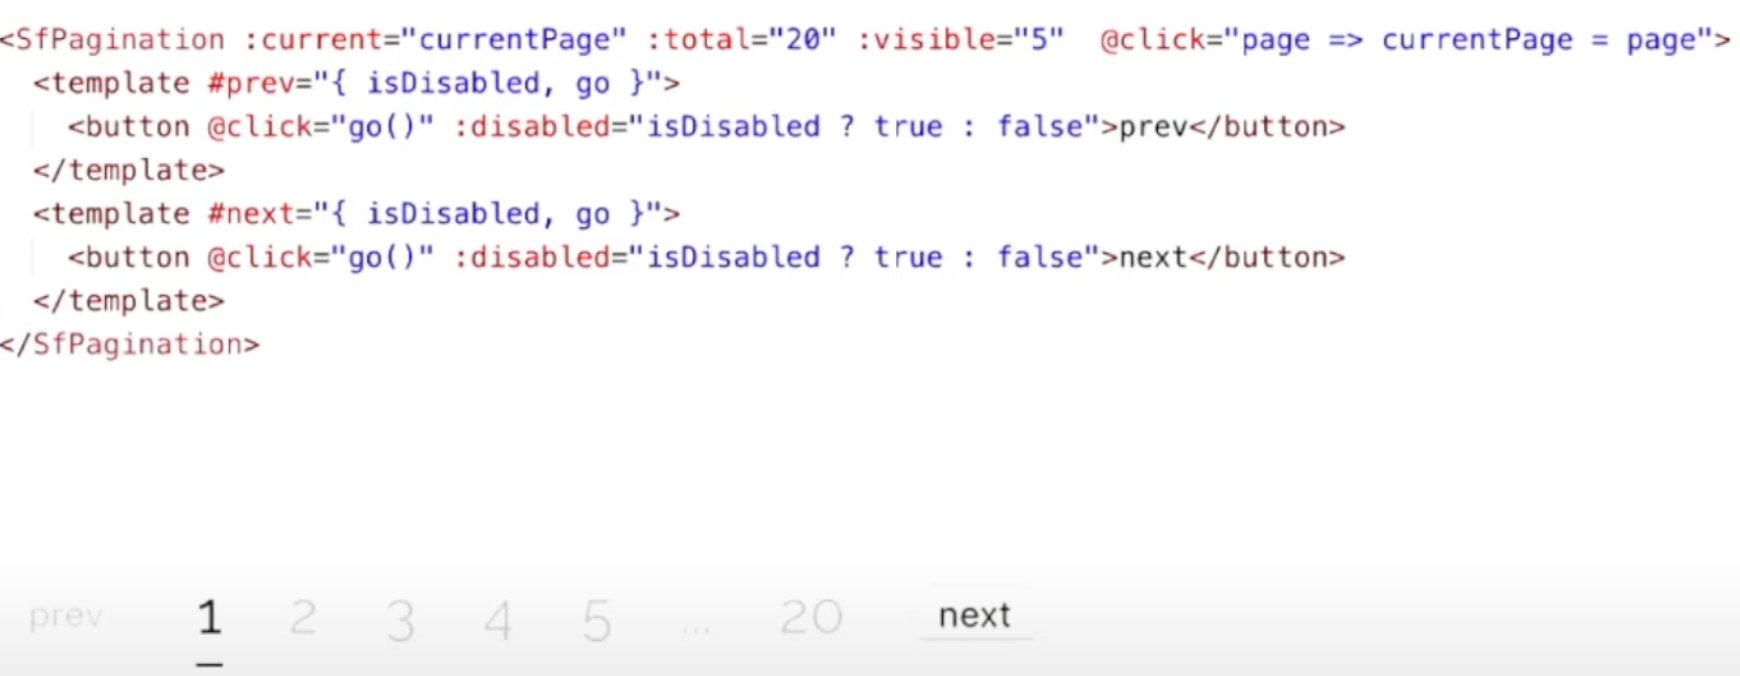 <SfPagination :current="currentPage" :total="20" :visible="5"  @click="page => currentPage = page">
  <template #prev="{ isDisabled, go }">
    <button @click="go()" :disabled="isDisabled ? true : false">prev</button>
  </template>
  <template #next="{ isDisabled, go }">
    <button @click="go()" :disabled="isDisabled ? true : false">next</button>
  </template>
</SfPagination>
prev 1 2 3 4 5 ... 20 next